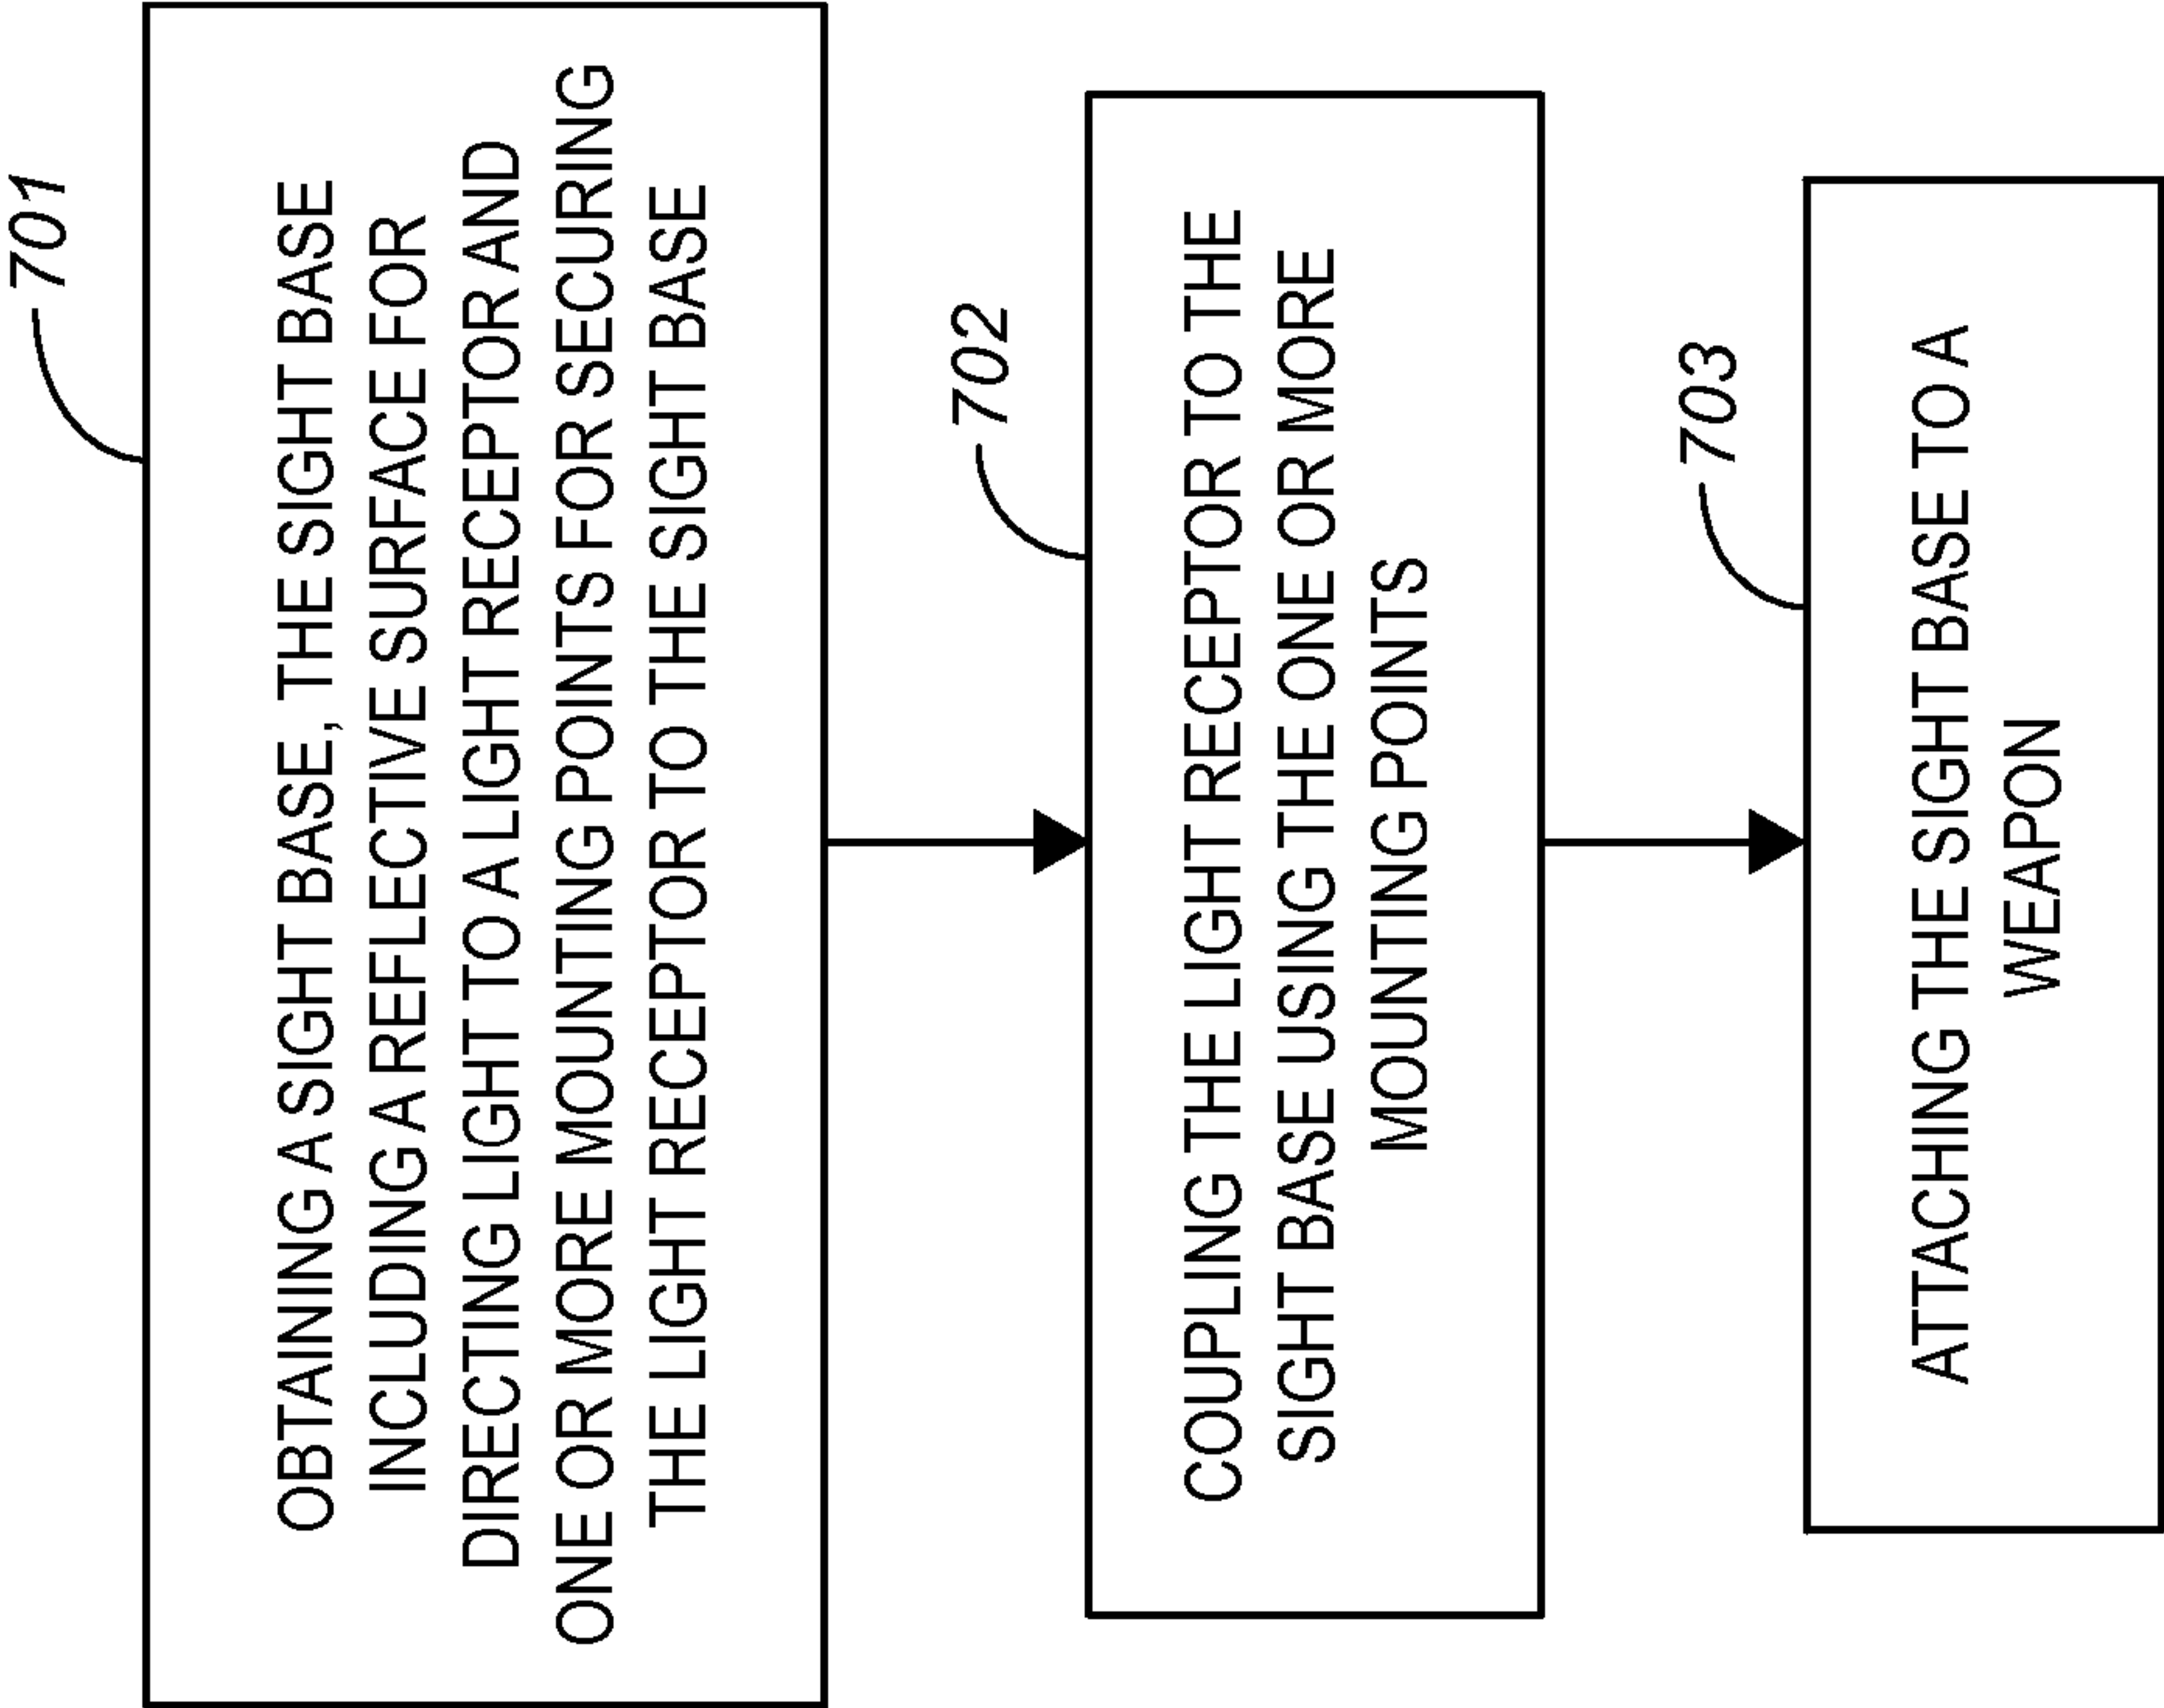 701
OBTAINING A SIGHT BASE, THE SIGHT BASE
INCLUDING A REFLECTIVE SURFACE FOR
DIRECTING LIGHT TO A LIGHT RECEPTOR AND
ONE OR MORE MOUNTING POINTS FOR SECURING
THE LIGHT RECEPTOR TO THE SIGHT BASE
702
COUPLING THE LIGHT RECEPTOR TO THE
SIGHT BASE USING THE ONE OR MORE
MOUNTING POINTS
703
ATTACHING THE SIGHT BASE TO A
WEAPON